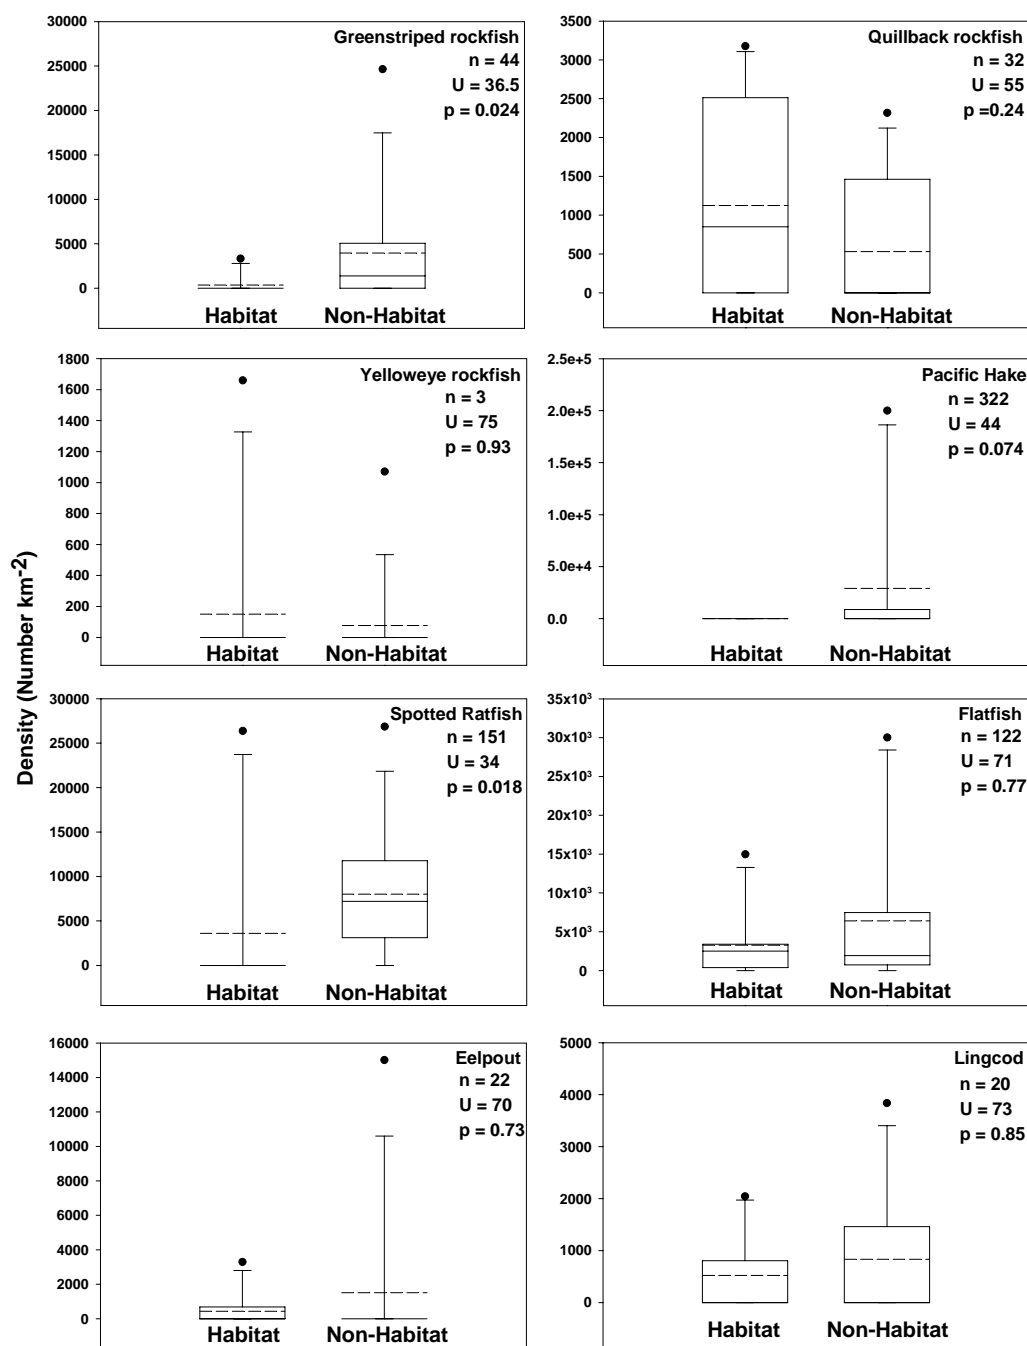 Density (Number km-2)
30000
25000
20000
15000
10000
5000
0
Greenstriped rockfish
n = 44
U = 36.5
p = 0.024
Habitat Non-Habitat
3500
3000
2500
2000
1500
1000
500
0
Quillback rockfish
n = 32
U = 55
p =0.24
Habitat Non-Habitat
1800
1600
1400
1200
1000
800
600
400
200
0
Yelloweye rockfish
n = 3
U = 75
p = 0.93
Habitat Non-Habitat
2.5e+5
2.0e+5
1.5e+5
1.0e+5
5.0e+4
0.0
Pacific Hake
n = 322
U = 44
p = 0.074
Habitat Non-Habitat
30000
25000
20000
15000
10000
5000
0
Spotted Ratfish
n = 151
U = 34
p = 0.018
Habitat Non-Habitat
35x10³
30x10³
25x10³
20x10³
15x10³
10x10³
5x10³
0
Flatfish
n = 122
U = 71
p = 0.77
Habitat Non-Habitat
16000
14000
12000
10000
8000
6000
4000
2000
0
Eelpout
n = 22
U = 70
p = 0.73
Habitat Non-Habitat
5000
4000
3000
2000
1000
0
Lingcod
n = 20
U = 73
p = 0.85
Habitat Non-Habitat